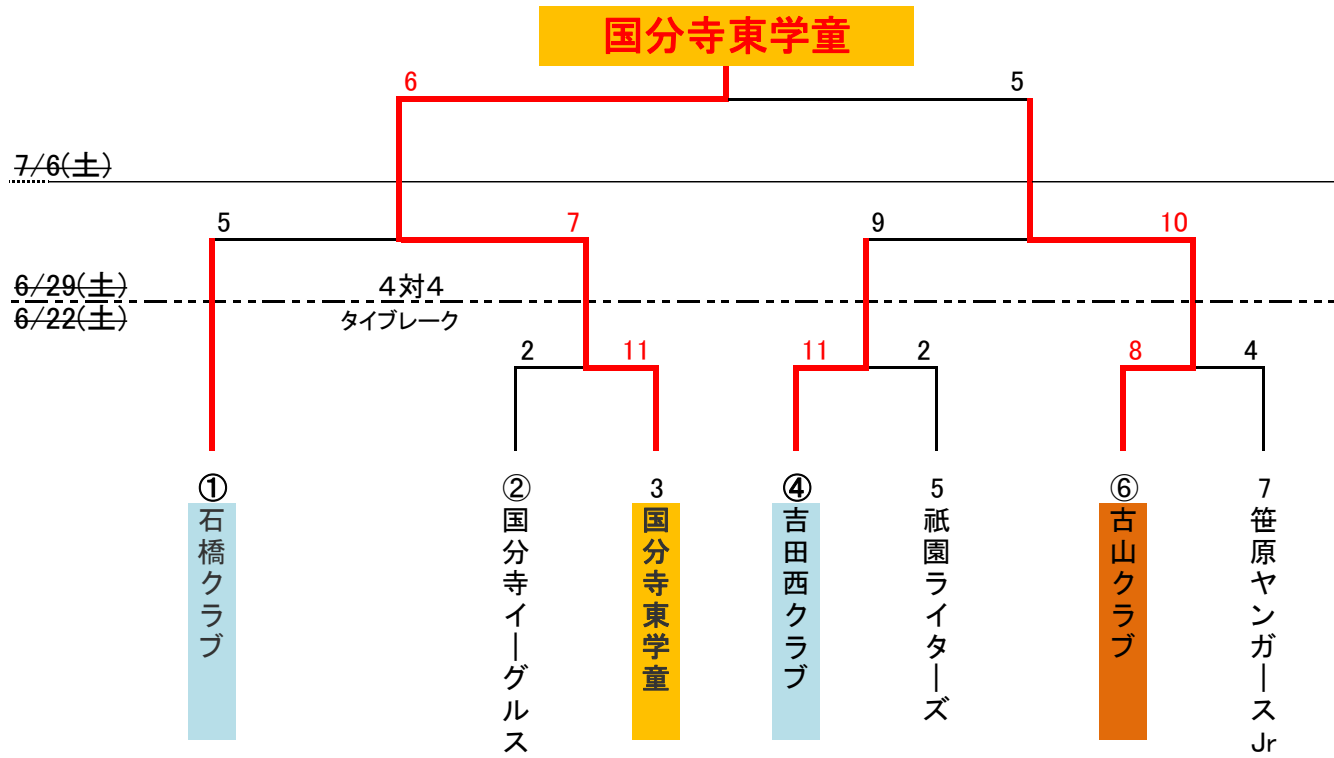 国分寺東学童
6 5
7/6(土)
5 7 9 10
6/29(土) 4対4
6/22(土) タイブレーク
2 11 11 2 8 4
① ② 3 ④ 5 ⑥ 7
石橋クラブ
国分寺イーグルス
国分寺東学童
吉田西クラブ
祇園ライターズ
古山クラブ
笹原ヤンガースJr